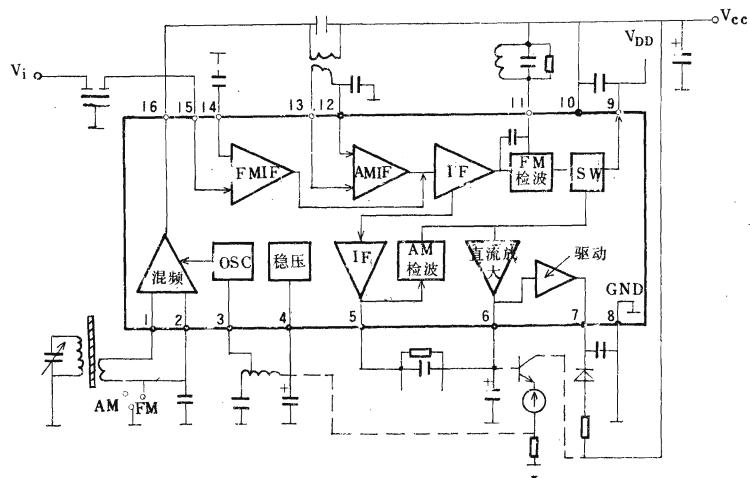 Vcc
V_DD
Vi
16
15
14
13
12
11
10
9
FMIF
AMIF
IF
FM
检波
SW
混频
OSC
稳压
IF
AM
检波
直流放
大
驱动
GND
1
2
3
4
5
6
7
8
+
+
+
AM
FM